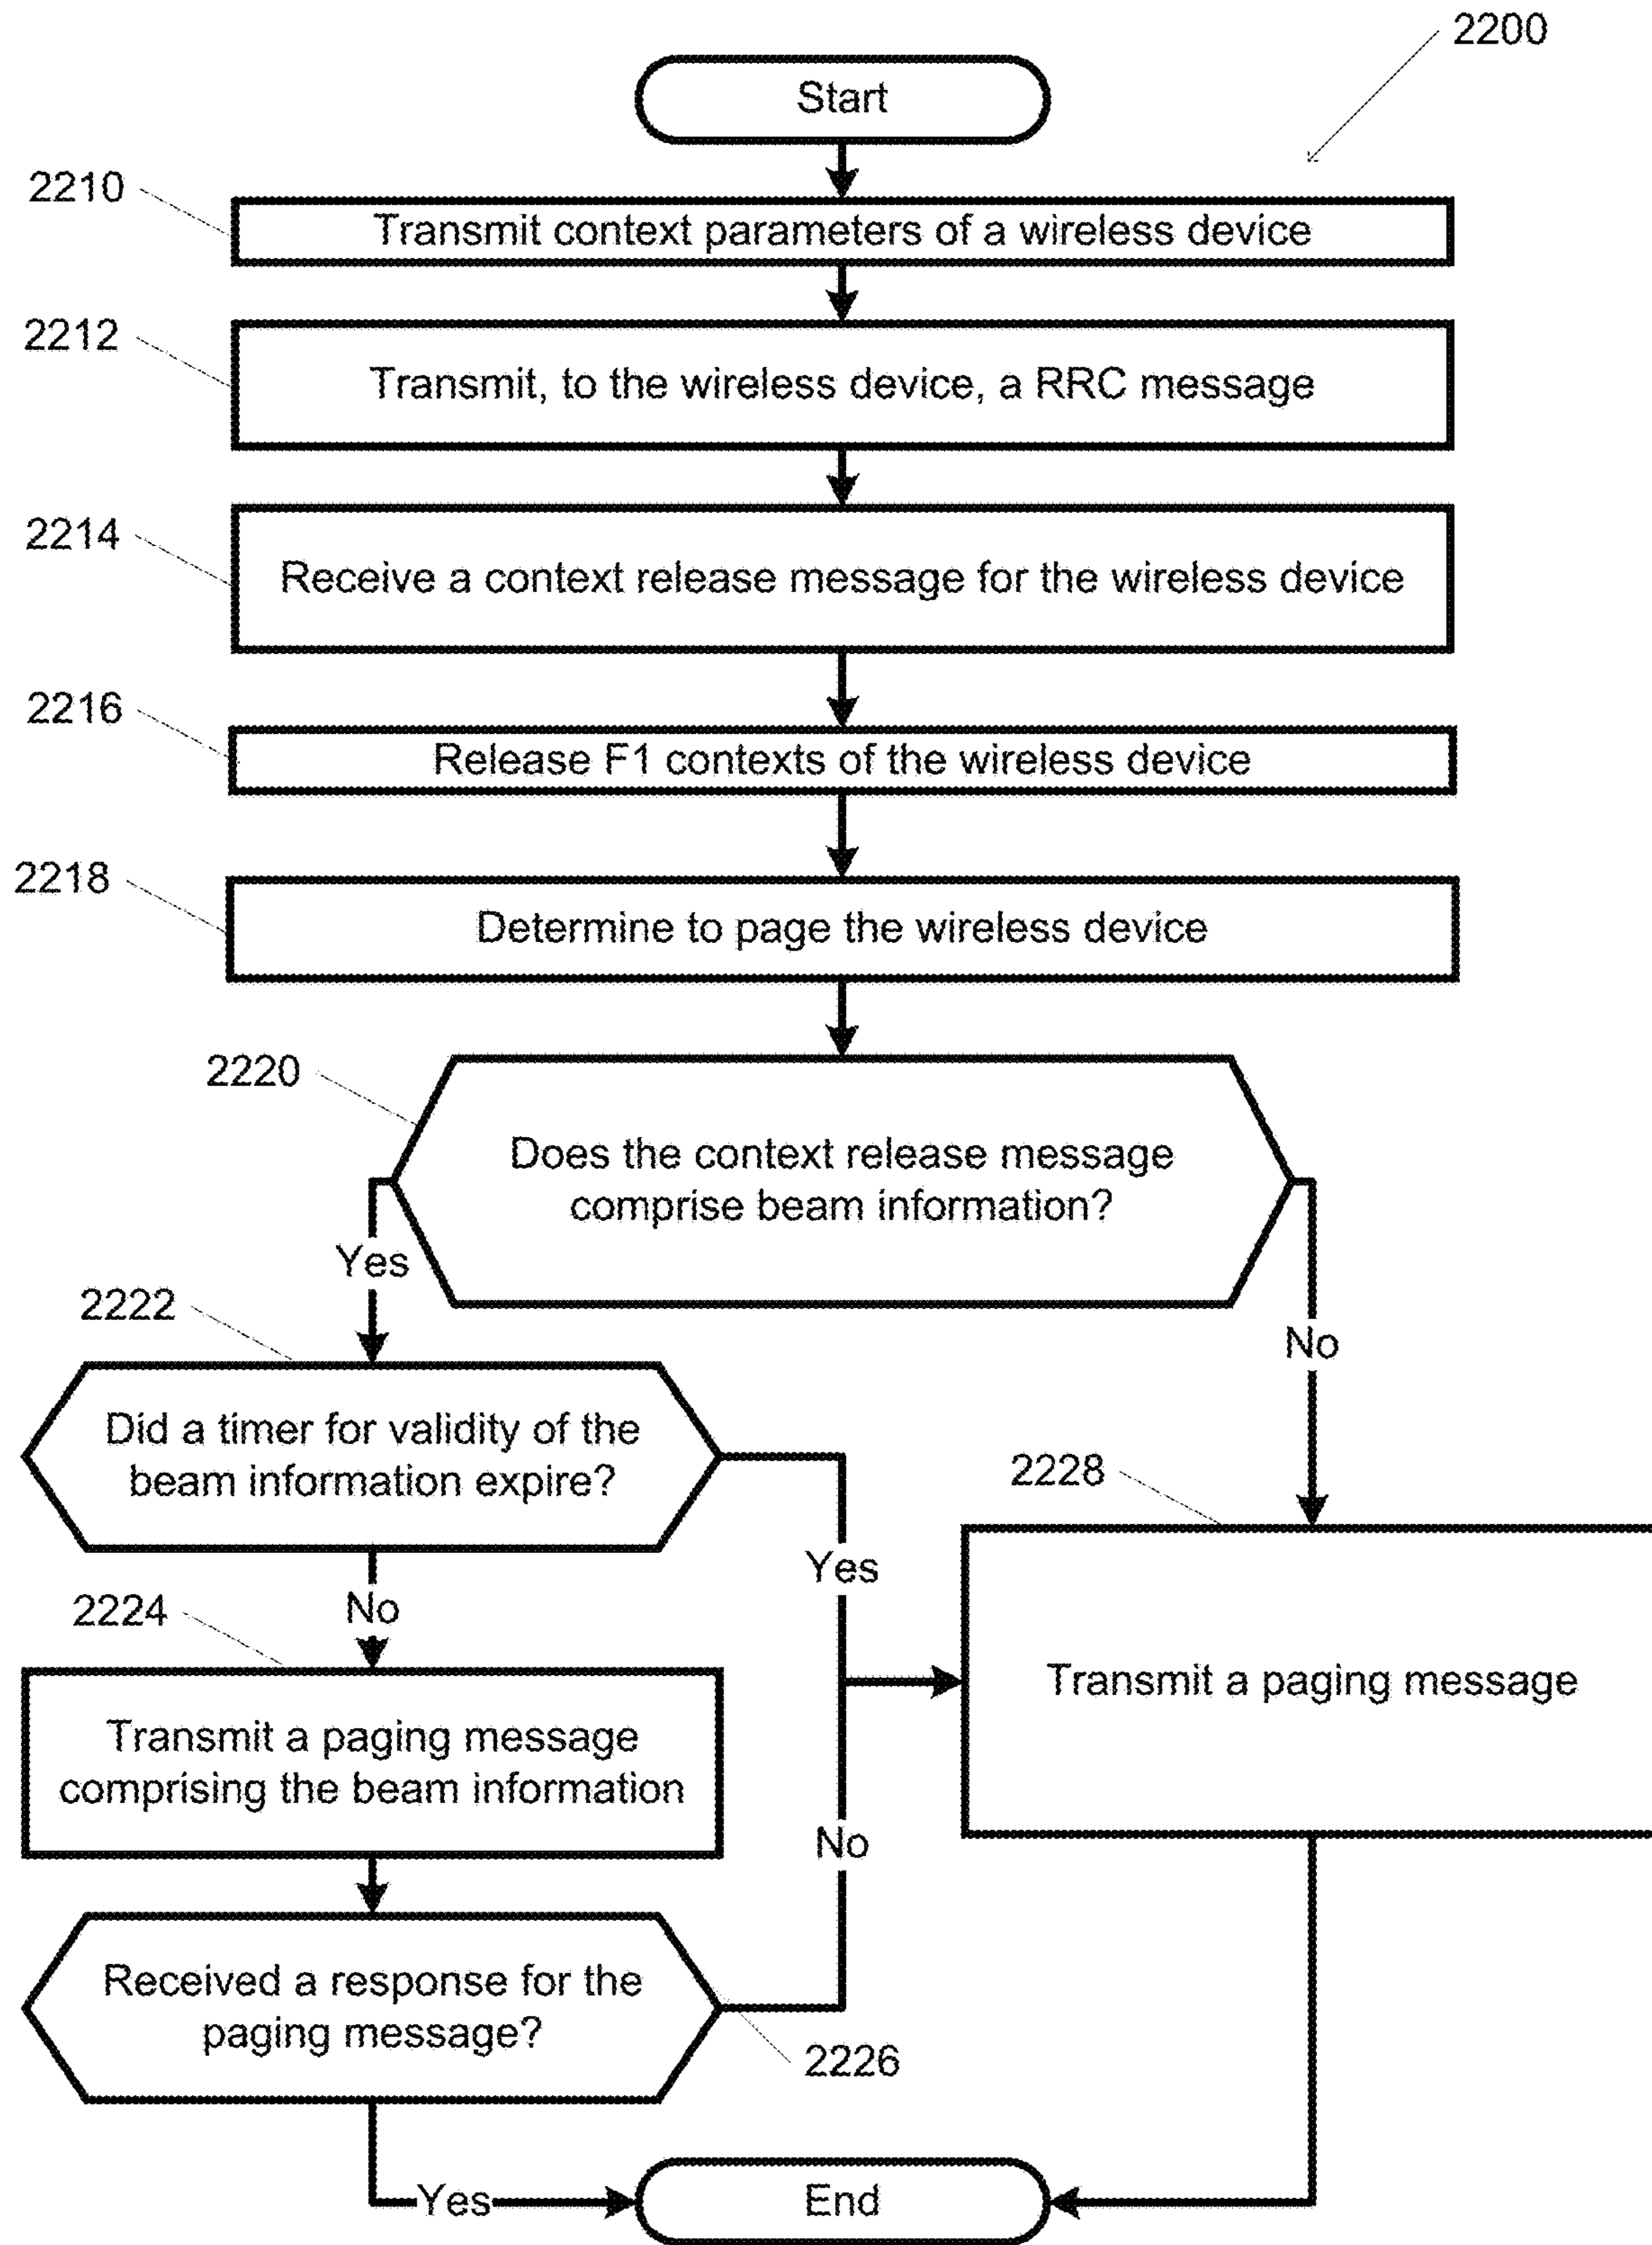 2200
Start
2210
Transmit context parameters of a wireless device
2212
Transmit, to the wireless device, a RRC message
2214
Receive a context release message for the wireless device
2216
Release F1 contexts of the wireless device
2218
Determine to page the wireless device
2220
Does the context release message
comprise beam information?
Yes
2222
No
Did a timer for validity of the
beam information expire?
2228
Yes
2224
No
Transmit a paging message
Transmit a paging message
comprising the beam information
No
Received a response for the
paging message?
2226
Yes
End